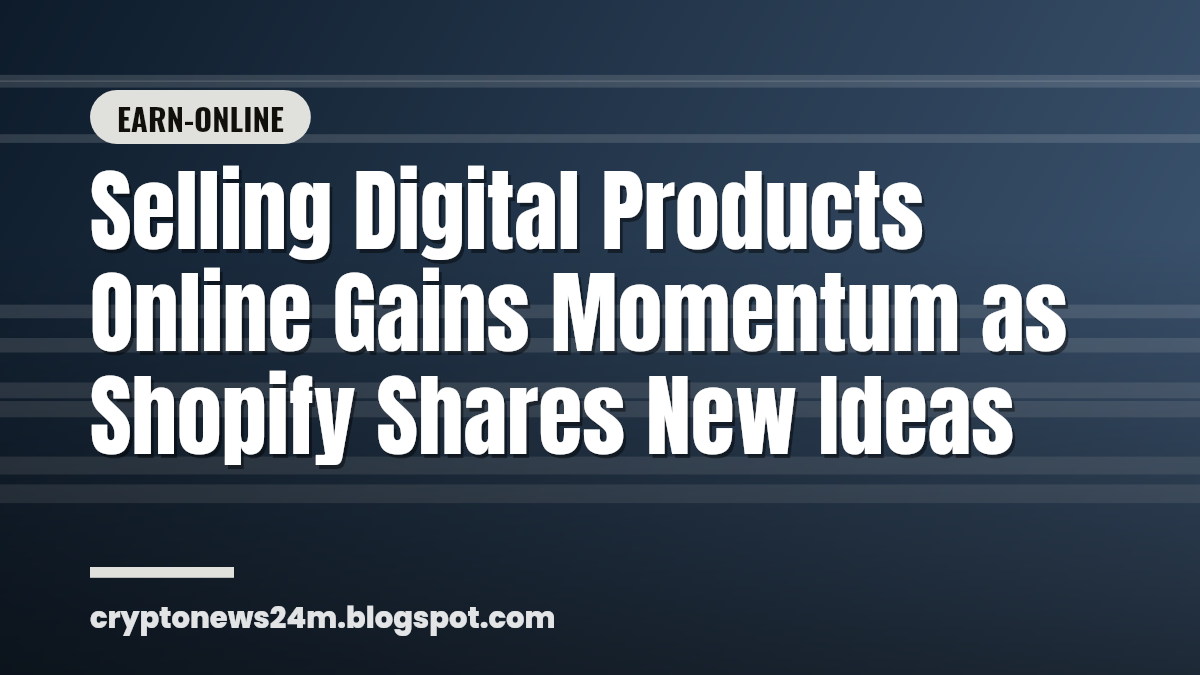 EARN-ONLINE
Selling Digital Products
Online Gains Momentum as
Shopify Shares New Ideas
cryptonews24m.blogspot.com